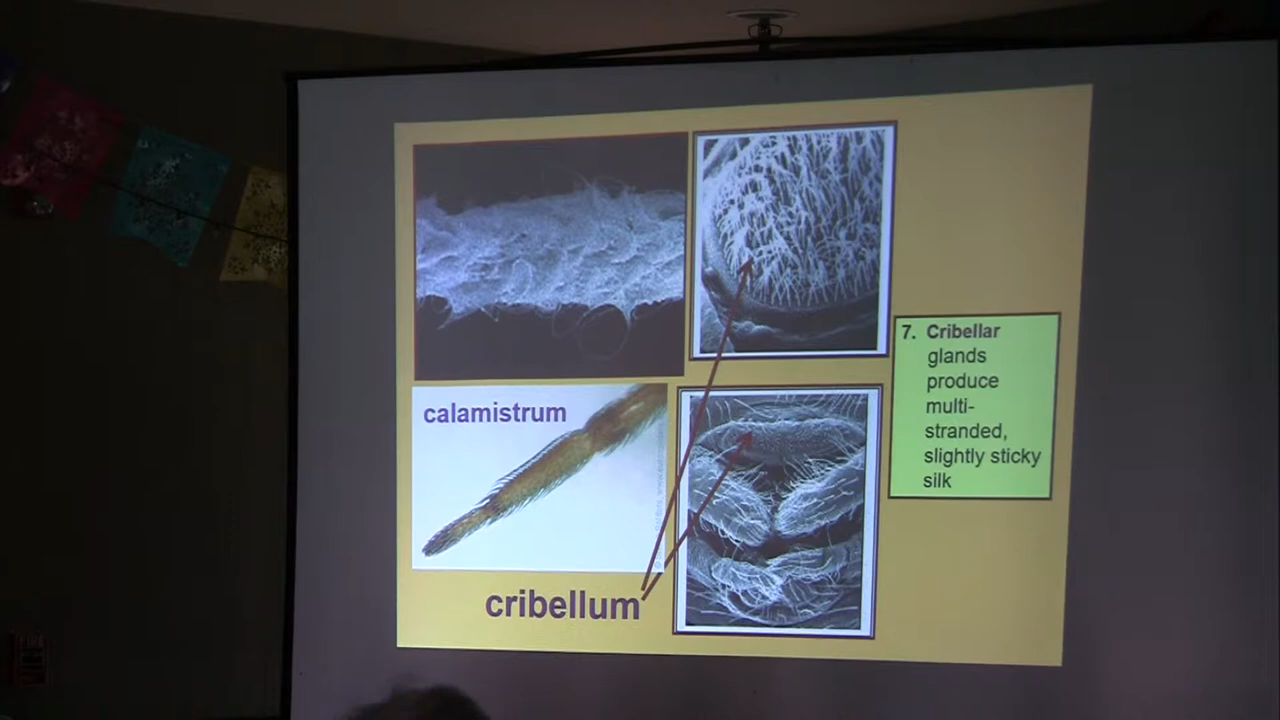 calamistrum
cribellum
7. Cribellar
glands
produce
multi-
stranded,
slightly sticky
silk